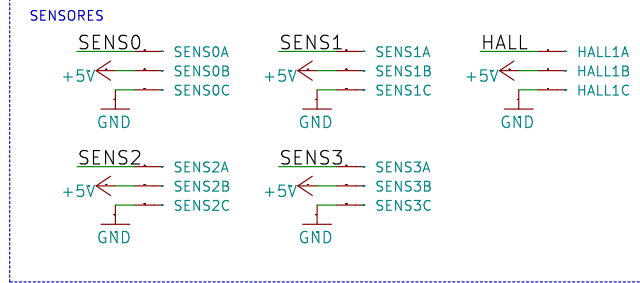 SENSORES
SENS0 SENS1 HALL
SENS0A SENS1A HALL1A
+5V SENS0B +5V SENS1B +5V HALL1B
SENS0C SENS1C HALL1C
GND GND GND
SENS2 SENS3
SENS2A SENS3A
+5V SENS2B +5V SENS3B
SENS2C SENS3C
GND GND